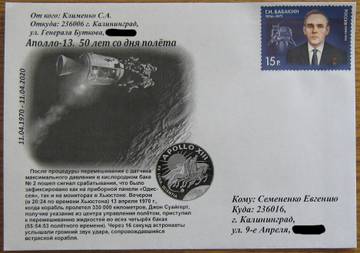 От кого: Клименко С.А.
Откуда: 236006 г. Калининград,
ул. Генерала Буткова,
Аполло-13. 50 лет со дня полёта
11.04.1970 - 11.04.2020
Г.Н. БАБАКИН
1914-1971
РОССИЯ
15 р
APOLLO XIII
После процедуры перемешивания с датчика
максимального давления в кислородном баке
№ 2 пошёл сигнал срабатывания, что было
зафиксировано как на приборной панели «Одис-
сея», так и на мониторах в Хьюстоне. Вечером
(в 20:24 по времени Хьюстона) 13 апреля 1970 г.,
когда корабль пролетел 330 000 километров, Джон Суайгерт,
получив указание из центра управления полётом, приступил
к перемешиванию жидкостей во всех четырёх баках
(55:54:53 полётного времени). Через 16 секунд астронавты
услышали громкий звук удара, сопровождавшийся
встряской корабля.
Кому: Семененко Евгению
Куда: 236016,
г. Калининград,
ул. 9-е Апреля,